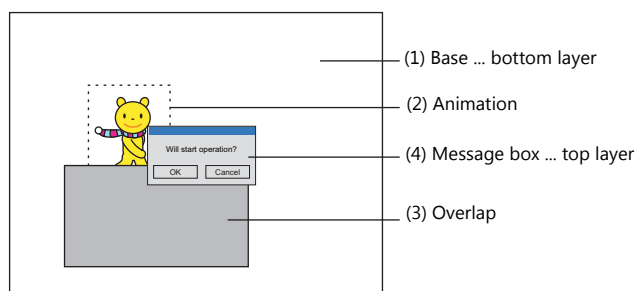 (1) Base ... bottom layer
(2) Animation
Will start operation?
OK Cancel
(4) Message box ... top layer
(3) Overlap